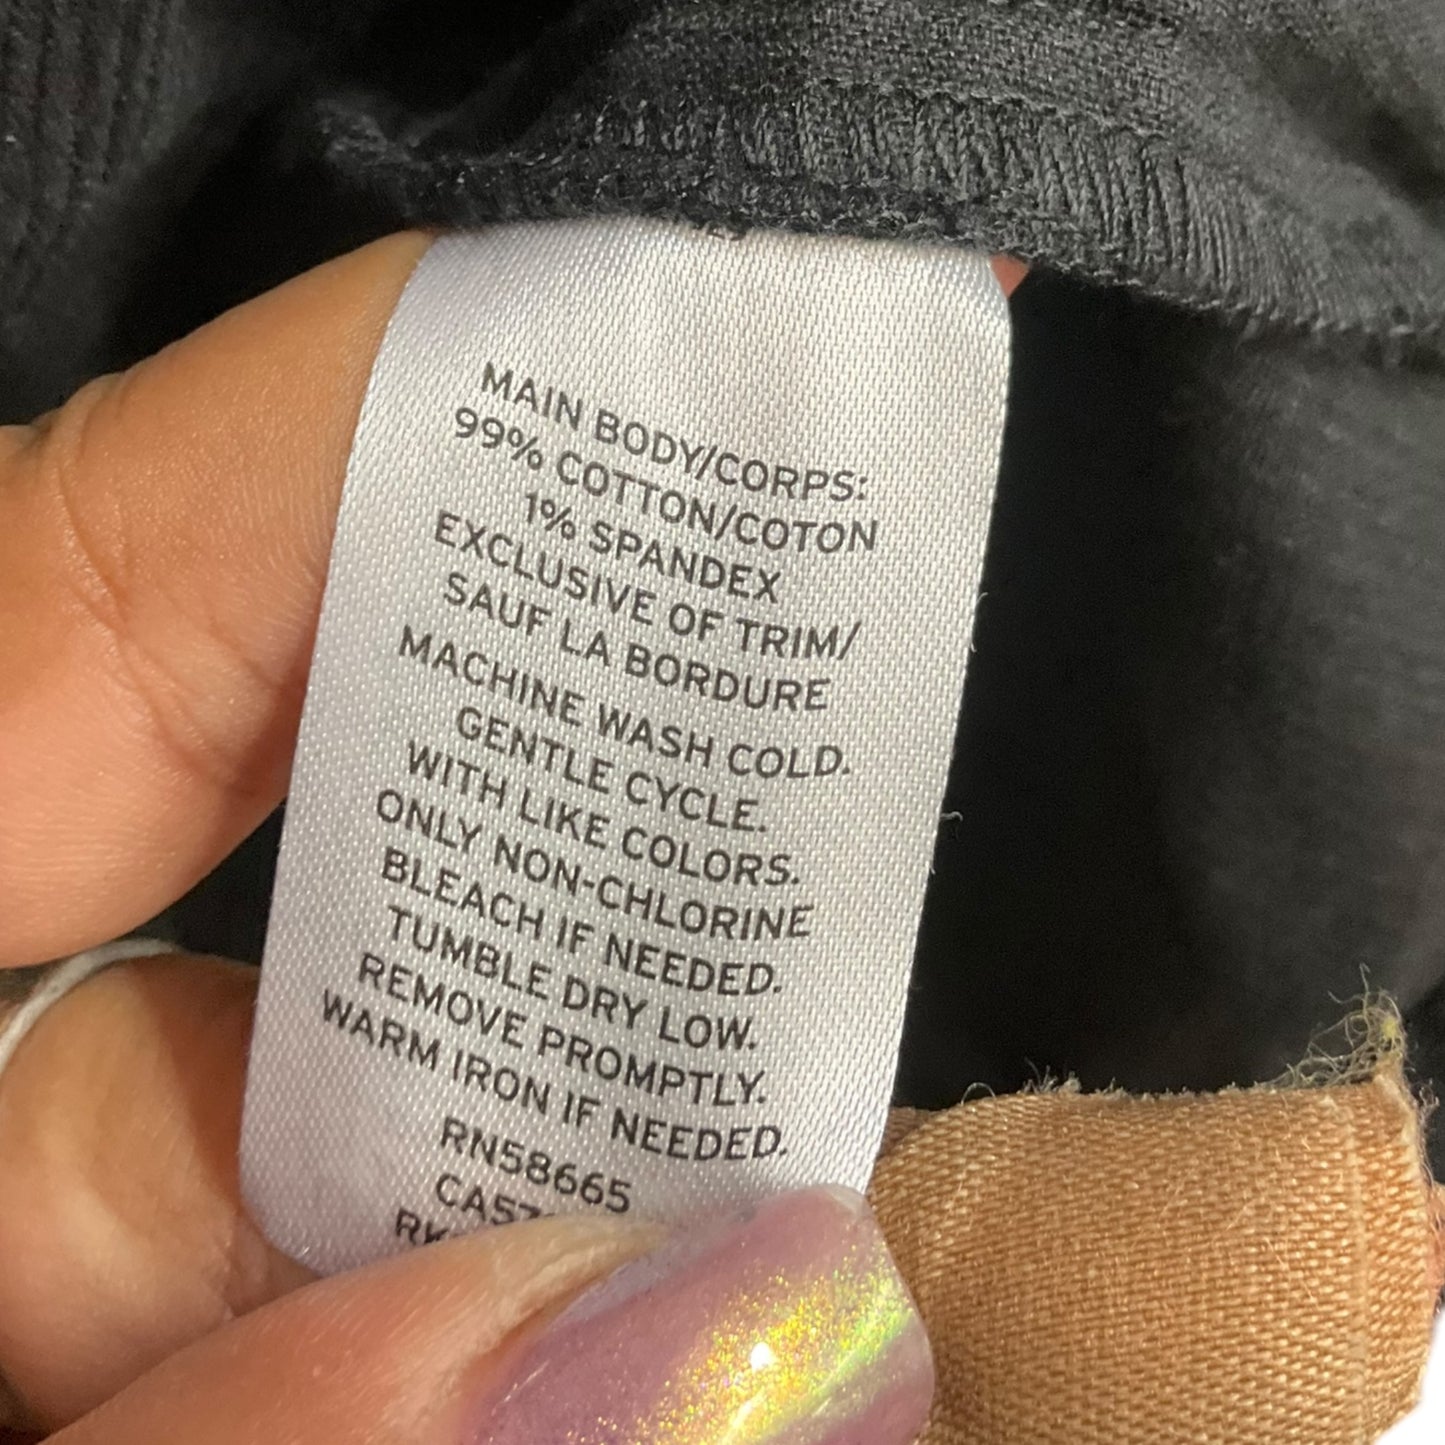 MAIN BODY/CORPS:
99% COTTON/COTON
1% SPANDEX
EXCLUSIVE OF TRIM/
SAUF LA BORDURE
MACHINE WASH COLD.
GENTLE CYCLE.
WITH LIKE COLORS.
ONLY NON-CHLORINE
BLEACH IF NEEDED.
TUMBLE DRY LOW.
REMOVE PROMPTLY.
WARM IRON IF NEEDED.
RN58665